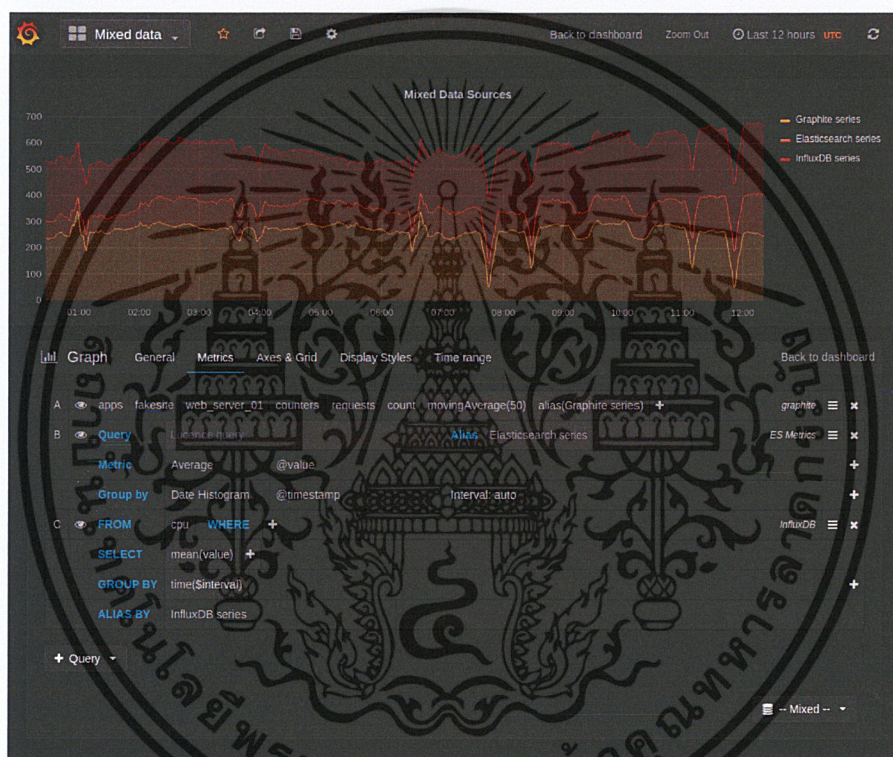 Mixed data Back to dashboard Zoom Out Last 12 hours UTC
Mixed Data Sources
700
600
500
400
300
200
100
0
01:00 02:00 03:00 04:00 05:00 06:00 07:00 08:00 09:00 10:00 11:00 12:00
Graphite series
Elasticsearch series
InfluxDB series
Graph General Metrics Axes & Grid Display Styles Time range Back to dashboard
A apps fakesite web_server_01 counters requests count movingAverage(50) alias(Graphite series) + graphite
B Query Lucence query Alias Elasticsearch series ES Metrics
Metric Average @value +
Group by Date Histogram @timestamp Interval: auto +
C FROM cpu WHERE + InfluxDB
SELECT mean(value) +
GROUP BY time($interval) +
ALIAS BY InfluxDB series
+ Query
-- Mixed --